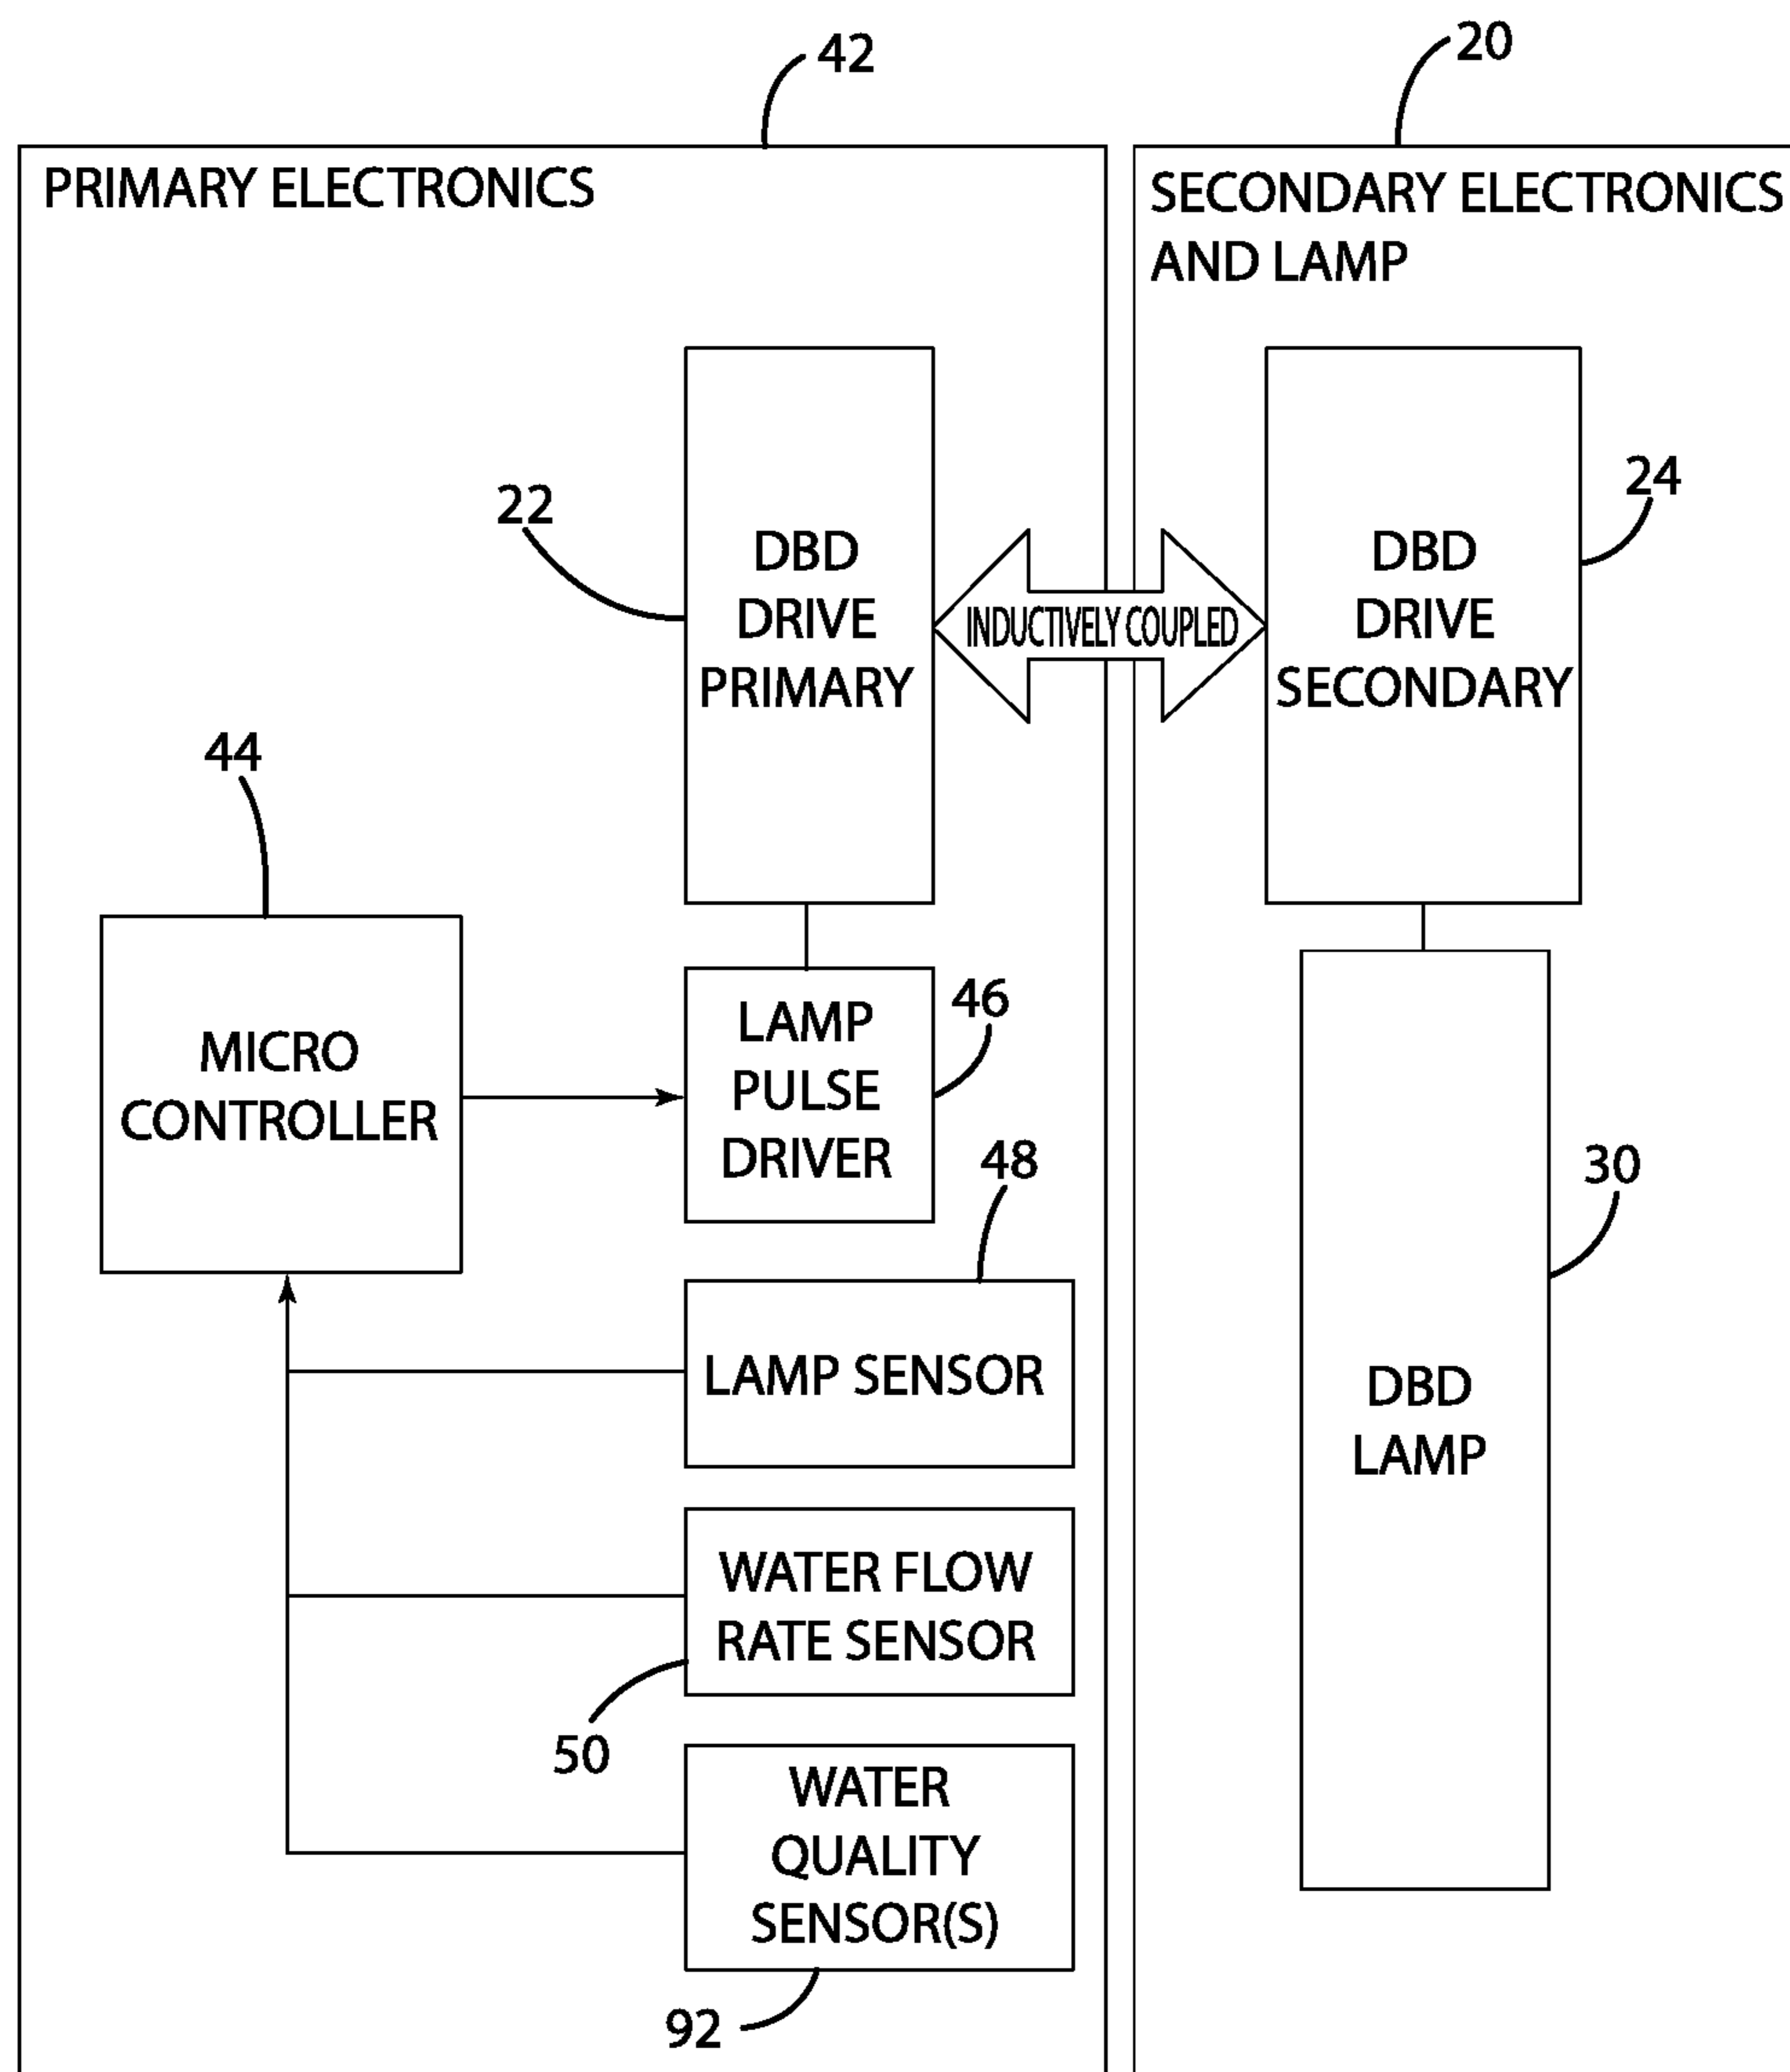 42
20
PRIMARY ELECTRONICS
SECONDARY ELECTRONICS
AND LAMP
22
DBD
DRIVE
PRIMARY
INDUCTIVELY COUPLED
DBD
DRIVE
SECONDARY
24
44
MICRO
CONTROLLER
LAMP
PULSE
DRIVER
46
48
LAMP SENSOR
30
DBD
LAMP
WATER FLOW
RATE SENSOR
50
WATER
QUALITY
SENSOR(S)
92